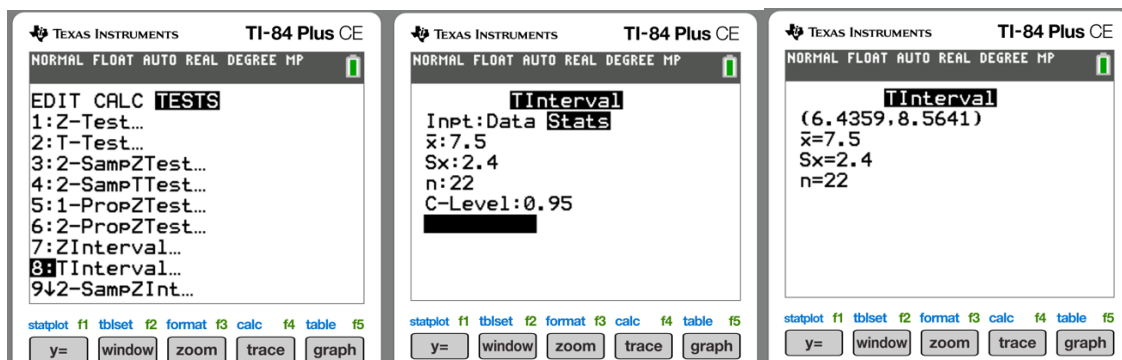 TEXAS INSTRUMENTS TI-84 Plus CE
NORMAL FLOAT AUTO REAL DEGREE MP
EDIT CALC TESTS
1:Z-Test…
2:T-Test…
3:2-SampZTest…
4:2-SampTTest…
5:1-PropZTest…
6:2-PropZTest…
7:ZInterval…
8:TInterval…
9↓2-SampZInt…
statplot f1 tblset f2 format f3 calc f4 table f5
y= window zoom trace graph
TEXAS INSTRUMENTS TI-84 Plus CE
NORMAL FLOAT AUTO REAL DEGREE MP
TInterval
Inpt:Data Stats
x̄:7.5
Sx:2.4
n:22
C-Level:0.95
statplot f1 tblset f2 format f3 calc f4 table f5
y= window zoom trace graph
TEXAS INSTRUMENTS TI-84 Plus CE
NORMAL FLOAT AUTO REAL DEGREE MP
TInterval
(6.4359,8.5641)
x̄=7.5
Sx=2.4
n=22
statplot f1 tblset f2 format f3 calc f4 table f5
y= window zoom trace graph